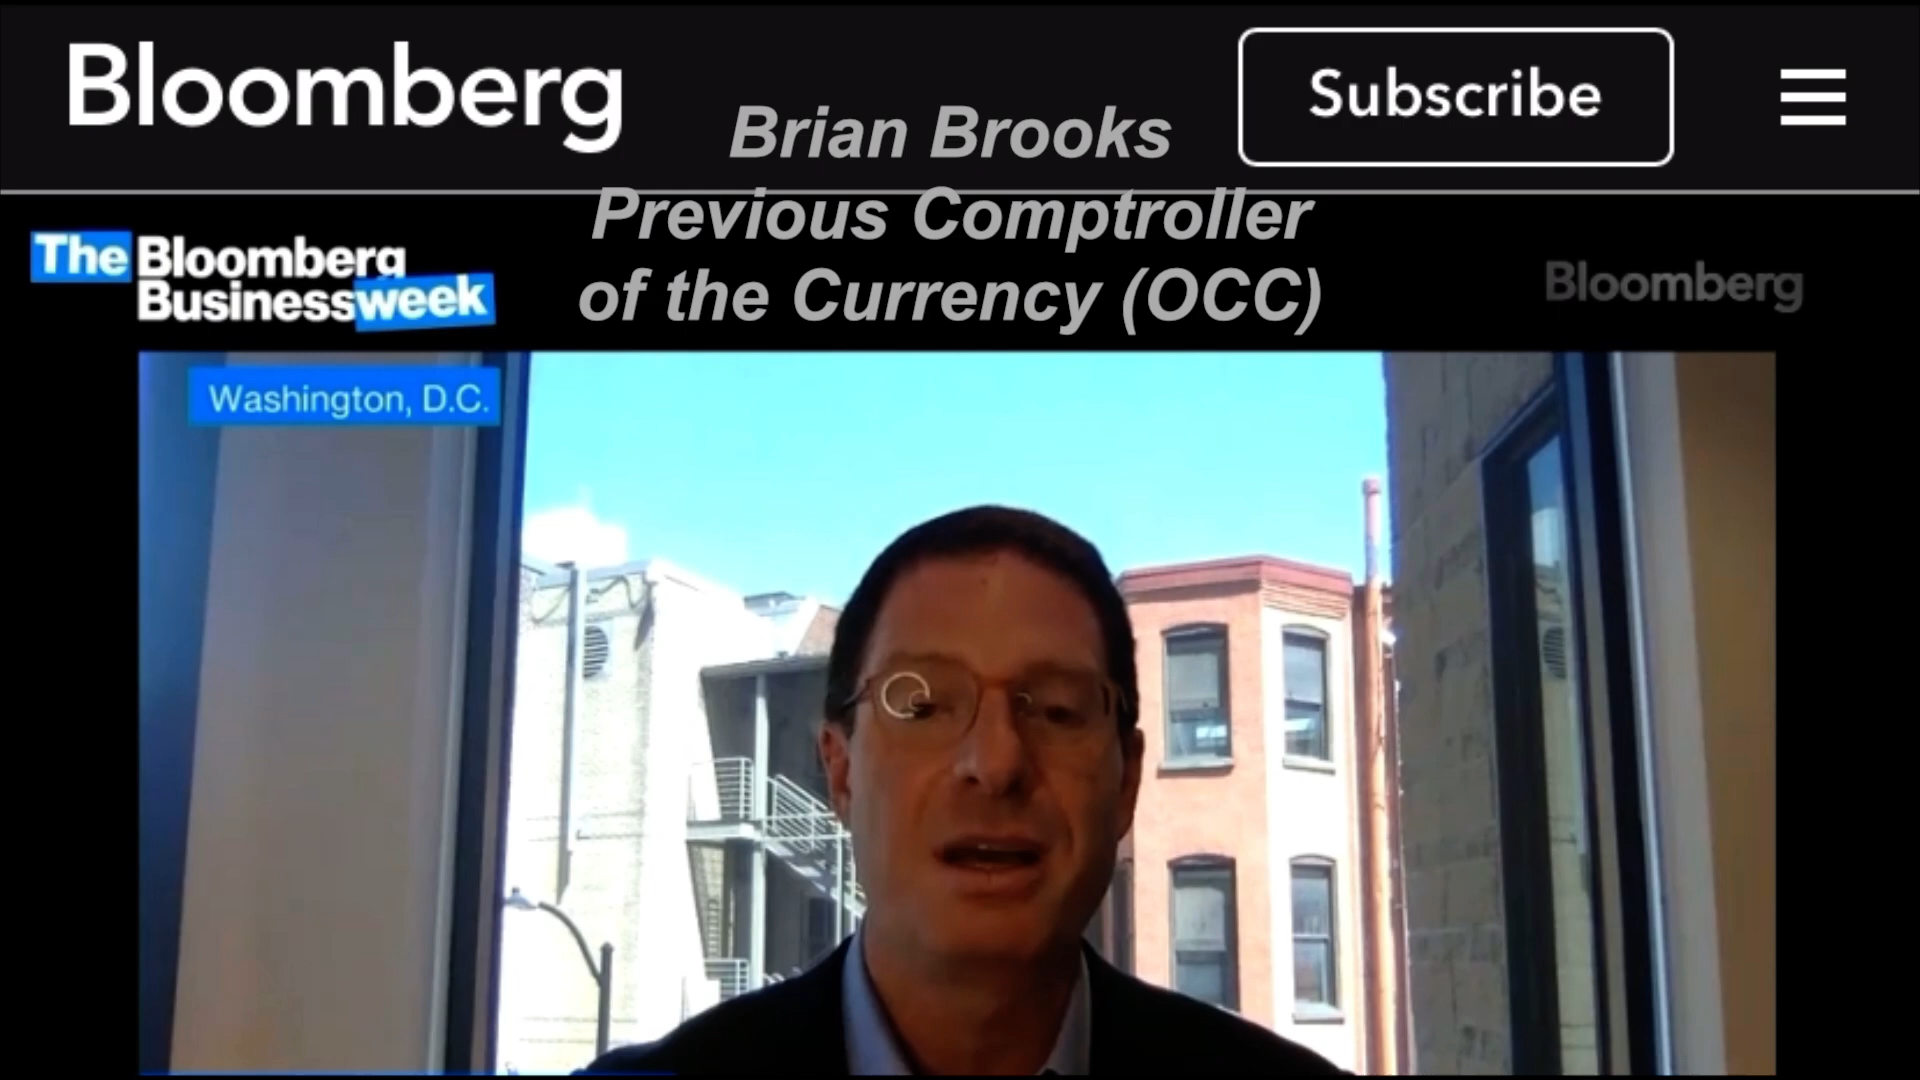 Bloomberg
Subscribe
Brian Brooks
Previous Comptroller
of the Currency (OCC)
The Bloomberg
Businessweek
Bloomberg
Washington, D.C.